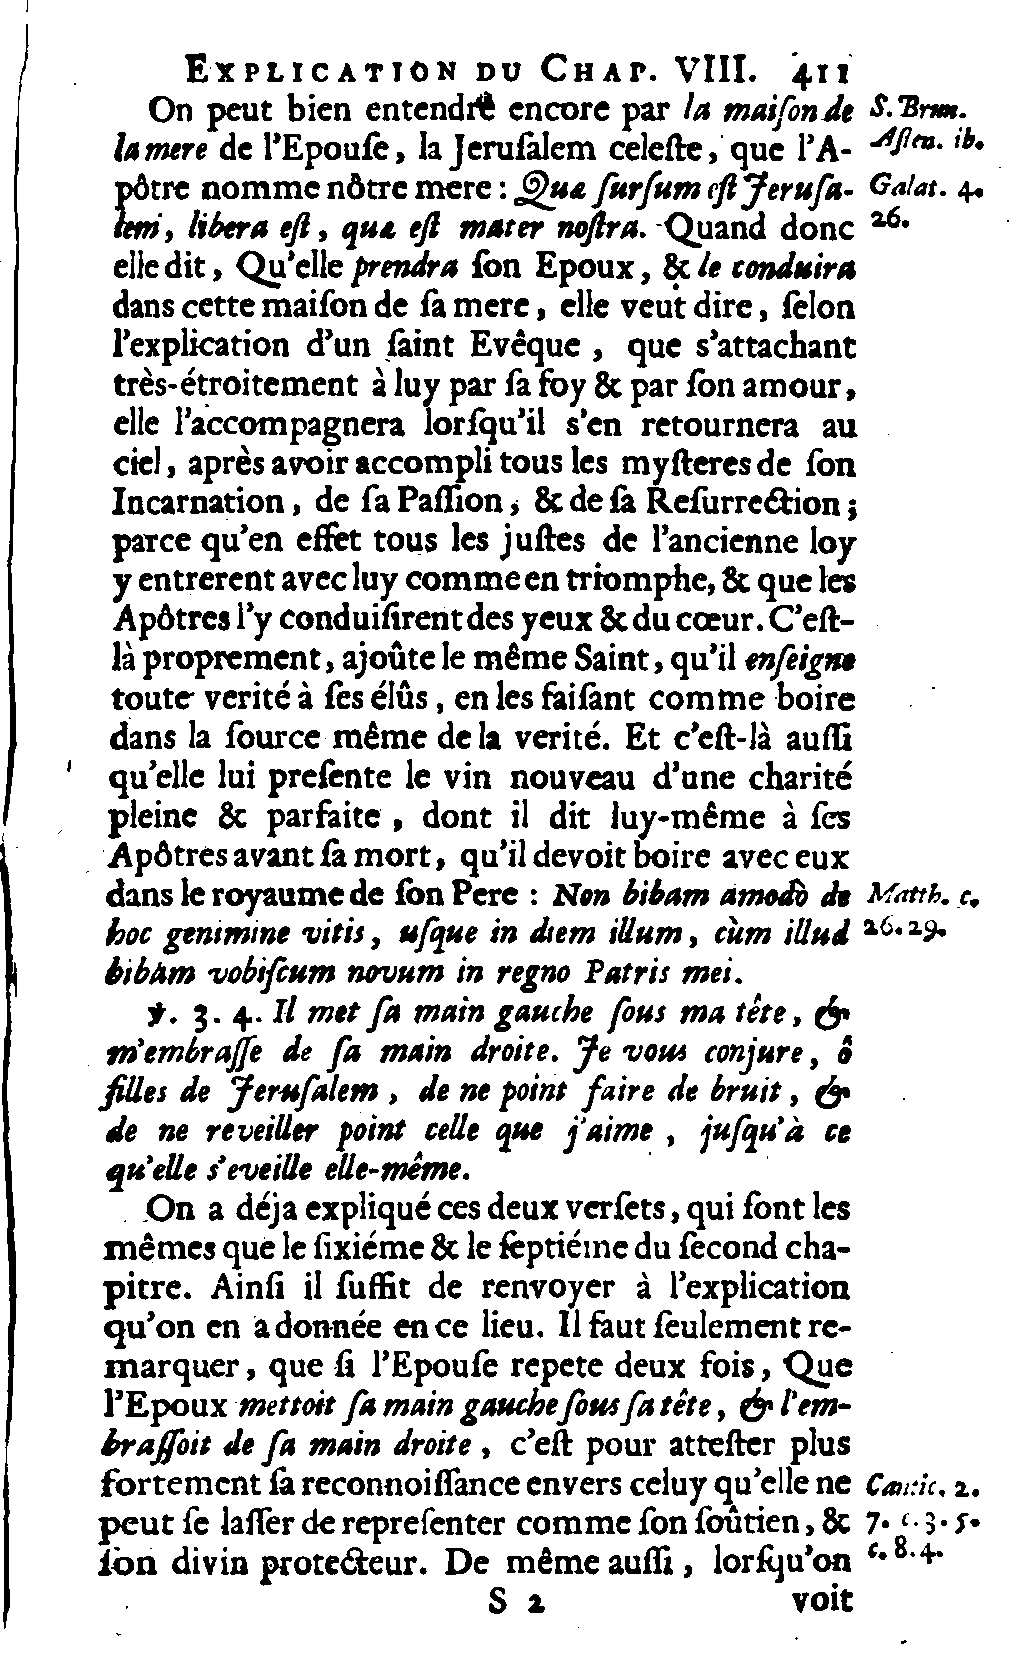 EXPLICATION DU CHAP. VIII. 411
On peut bien entendre encore par la maiſon de
la mere de l'Epouſe, la Jeruſalem celeſte, que l'A-
pôtre nomme nôtre mere : Quæ ſurſum eſt Jeruſa-
lem, libera eſt, quæ eſt mater noſtra. Quand donc
elle dit, Qu'elle prendra ſon Epoux, & le conduira
dans cette maiſon de ſa mere, elle veut dire, ſelon
l'explication d'un ſaint Evêque, que s'attachant
très-étroitement à luy par ſa foy & par ſon amour,
elle l'accompagnera lorſqu'il s'en retournera au
ciel, après avoir accompli tous les myſteres de ſon
Incarnation, de ſa Paſſion, & de ſa Reſurrection;
parce qu'en effet tous les juſtes de l'ancienne loy
y entrerent avec luy comme en triomphe, & que les
Apôtres l'y conduiſirent des yeux & du cœur. C'eſt-
là proprement, ajoûte le même Saint, qu'il enſeigne
toute verité à ſes élûs, en les faiſant comme boire
dans la ſource même de la verité. Et c'eſt-là auſſi
qu'elle lui preſente le vin nouveau d'une charité
pleine & parfaite, dont il dit luy-même à ſes
Apôtres avant ſa mort, qu'il devoit boire avec eux
dans le royaume de ſon Pere : Non bibam amodò de
hoc genimine vitis, uſque in diem illum, cùm illud
bibam vobiſcum novum in regno Patris mei.
℣. 3. 4. Il met ſa main gauche ſous ma tête, &
m'embraſſe de ſa main droite. Je vous conjure, ô
filles de Jeruſalem, de ne point faire de bruit, &
de ne reveiller point celle que j'aime, juſqu'à ce
qu'elle s'eveille elle-même.
On a déja expliqué ces deux verſets, qui ſont les
mêmes que le ſixiéme & le ſeptiéme du ſecond cha-
pitre. Ainſi il ſuffit de renvoyer à l'explication
qu'on en a donnée en ce lieu. Il faut ſeulement re-
marquer, que ſi l'Epouſe repete deux fois, Que
l'Epoux mettoit ſa main gauche ſous ſa tête, & l'em-
braſſoit de ſa main droite, c'eſt pour atteſter plus
fortement ſa reconnoiſſance envers celuy qu'elle ne
peut ſe laſſer de repreſenter comme ſon ſoûtien, &
ſon divin protecteur. De même auſſi, lorſqu'on
S 2 voit
S. Brun.
Aſten. ib.
Galat. 4.
26.
Matth. c.
26. 29.
Cantic. 2.
7. c. 3. 5.
c. 8. 4.